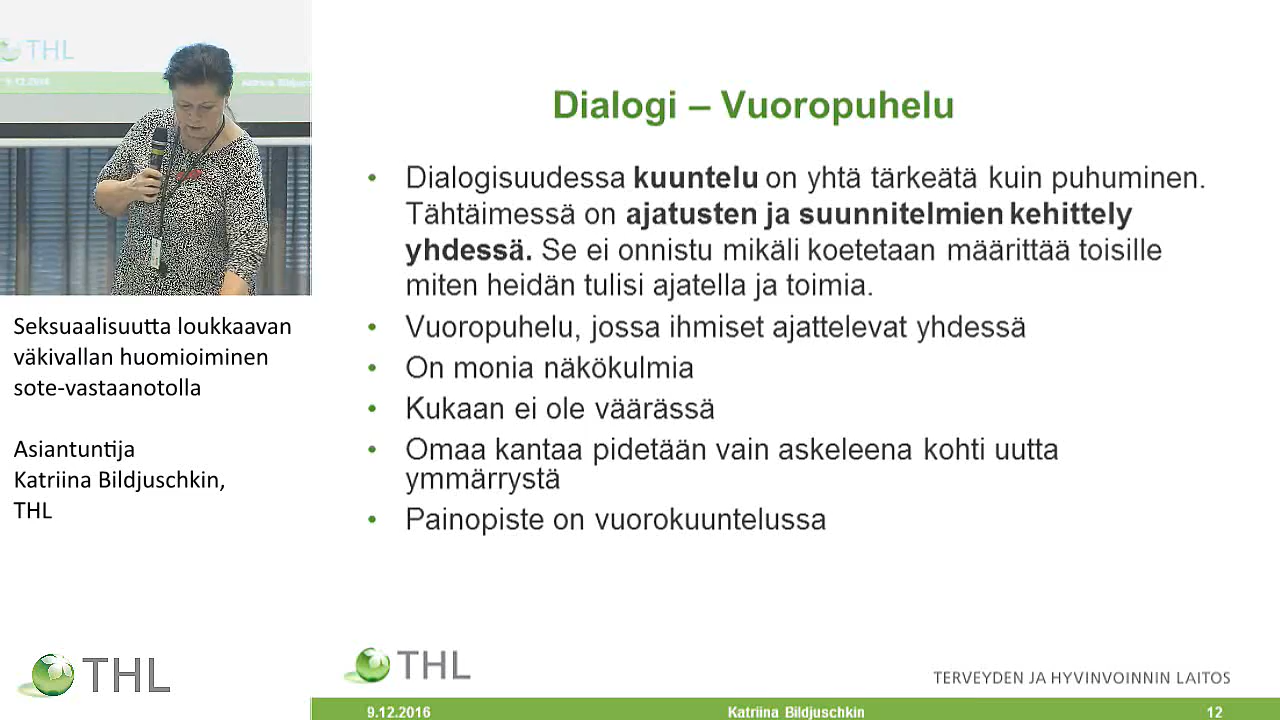 THL
9.12.2016
Katriina Bildjusc
Seksuaalisuutta loukkaavan
väkivallan huomioiminen
sote-vastaanotolla
Asiantuntija
Katriina Bildjuschkin,
THL
THL
Dialogi – Vuoropuhelu
• Dialogisuudessa kuuntelu on yhtä tärkeätä kuin puhuminen.
Tähtäimessä on ajatusten ja suunnitelmien kehittely
yhdessä. Se ei onnistu mikäli koetetaan määrittää toisille
miten heidän tulisi ajatella ja toimia.
• Vuoropuhelu, jossa ihmiset ajattelevat yhdessä
• On monia näkökulmia
• Kukaan ei ole väärässä
• Omaa kantaa pidetään vain askeleena kohti uutta
ymmärrystä
• Painopiste on vuorokuuntelussa
THL
TERVEYDEN JA HYVINVOINNIN LAITOS
9.12.2016
Katriina Bildjuschkin
12